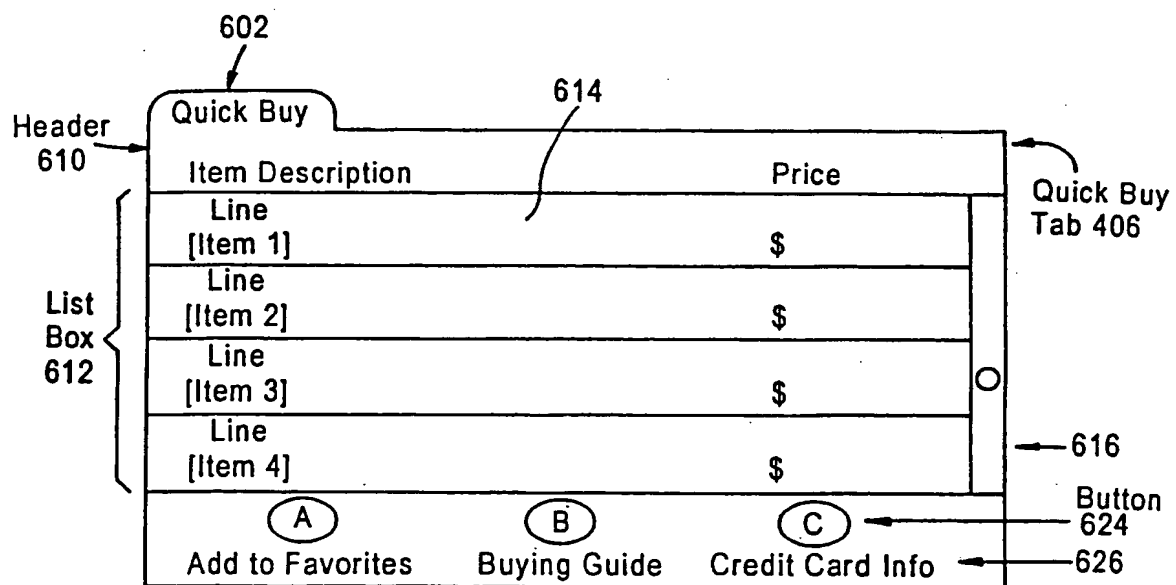 602
Quick Buy
614
Header
610
Item Description Price
Quick Buy
Tab 406
Line
[Item 1] $
Line
[Item 2] $
List
Box
612
Line
[Item 3] $
Line
[Item 4] $
616
A B C
Button
624
Add to Favorites Buying Guide Credit Card Info
626